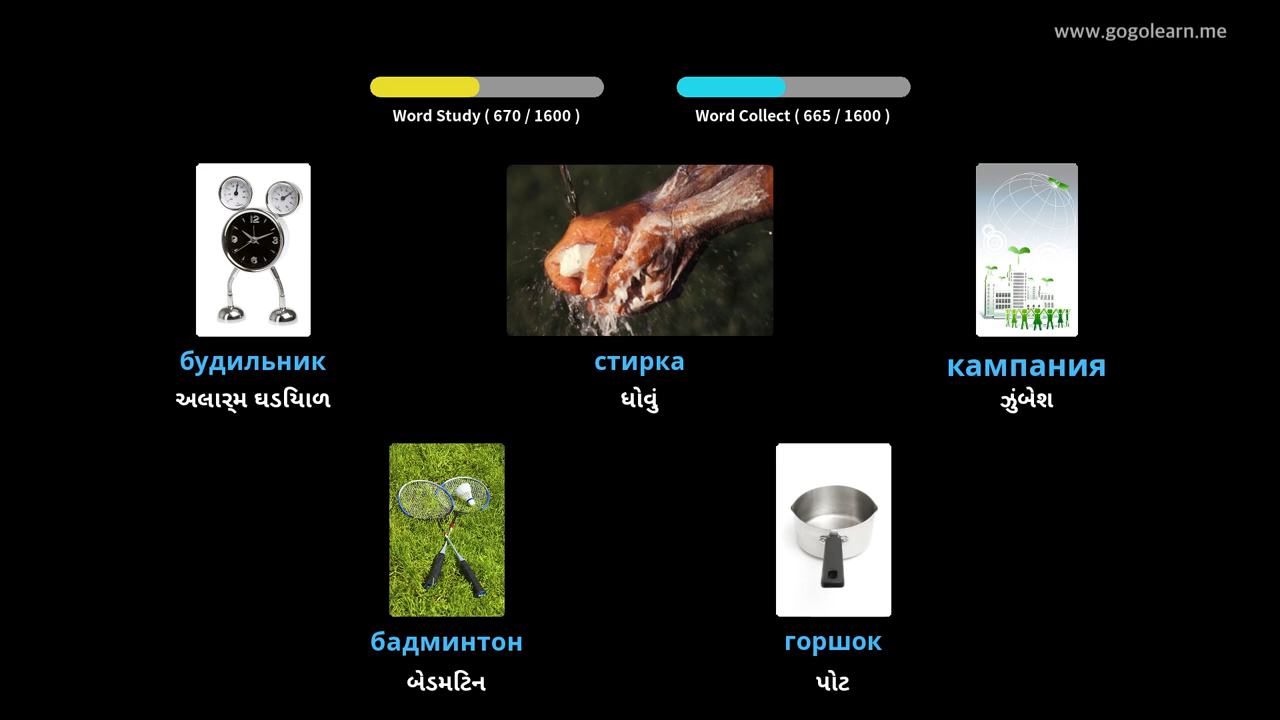 www.gogolearn.me
Word Study ( 670 / 1600 )
Word Collect ( 665 / 1600 )
будильник
стирка
кампания
અલાર્મ ઘડિયાળ
ધોવું
ઝુંબેશ
бадминтон
горшок
બેડમિંટન
પોટ